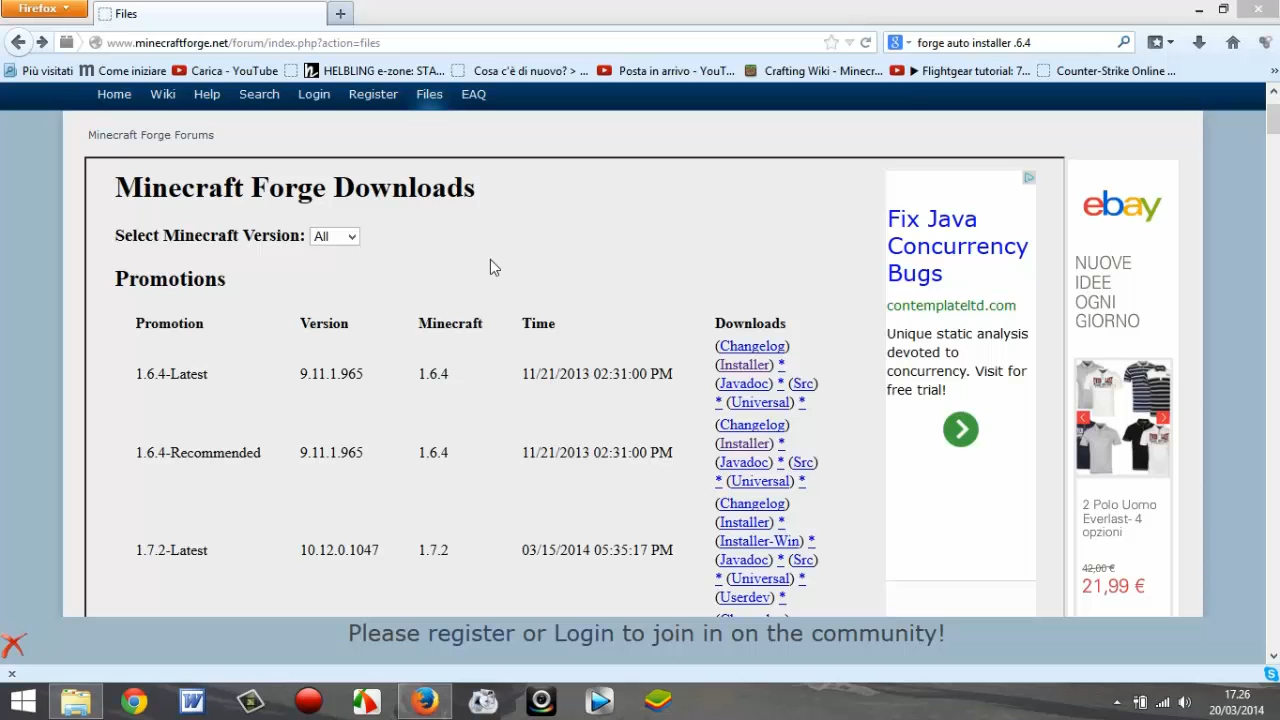 Firefox
Files
www.minecraftforge.net/forum/index.php?action=files
forge auto installer .6.4
Più visitati
Come iniziare
Carica - YouTube
HELBLING e-zone: STA...
Cosa c'è di nuovo? > ...
Posta in arrivo - YouT...
Crafting Wiki - Minecr...
▶ Flightgear tutorial: 7...
Counter-Strike Online ...
»
Home
Wiki
Help
Search
Login
Register
Files
EAQ
Minecraft Forge Forums
Minecraft Forge Downloads
Select Minecraft Version: All
Promotions
Promotion Version Minecraft Time Downloads
1.6.4-Latest 9.11.1.965 1.6.4 11/21/2013 02:31:00 PM
(Changelog)
(Installer) *
(Javadoc) * (Src)
* (Universal) *
1.6.4-Recommended 9.11.1.965 1.6.4 11/21/2013 02:31:00 PM
(Changelog)
(Installer) *
(Javadoc) * (Src)
* (Universal) *
1.7.2-Latest 10.12.0.1047 1.7.2 03/15/2014 05:35:17 PM
(Changelog)
(Installer) *
(Installer-Win) *
(Javadoc) * (Src)
* (Universal) *
(Userdev) *
Fix Java
Concurrency
Bugs
contemplateltd.com
Unique static analysis
devoted to
concurrency. Visit for
free trial!
ebay
NUOVE
IDEE
OGNI
GIORNO
2 Polo Uomo
Everlast- 4
opzioni
42,00 €
21,99 €
Please register or Login to join in on the community!
17.26
20/03/2014